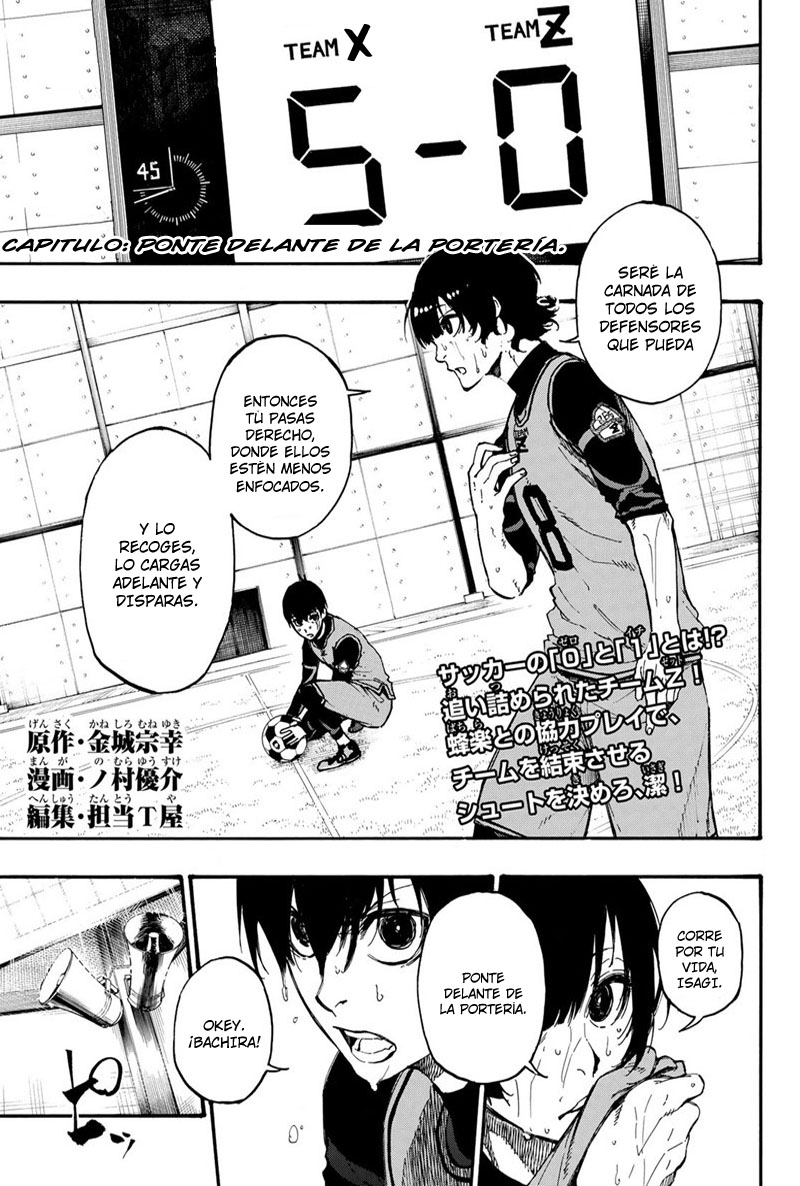 TEAM X
TEAM Z
5-0
45
CAPITULO: PONTE DELANTE DE LA PORTERÍA.
SERÉ LA
CARNADA DE
TODOS LOS
DEFENSORES
QUE PUEDA
ENTONCES
TÚ PASAS
DERECHO,
DONDE ELLOS
ESTÉN MENOS
ENFOCADOS.
Y LO
RECOGES,
LO CARGAS
ADELANTE Y
DISPARAS.
TEAM
Z
8
サッカーの「0」と「1」とは!?
追い詰められたチームZ!
蜂楽との協力プレイで、
チームを結束させる
シュートを決めろ、潔!
原作・金城宗幸
漫画・ノ村優介
編集・担当T屋
CORRE
POR TU
VIDA,
ISAGI.
PONTE
DELANTE DE
LA PORTERÍA.
OKEY.
¡BACHIRA!